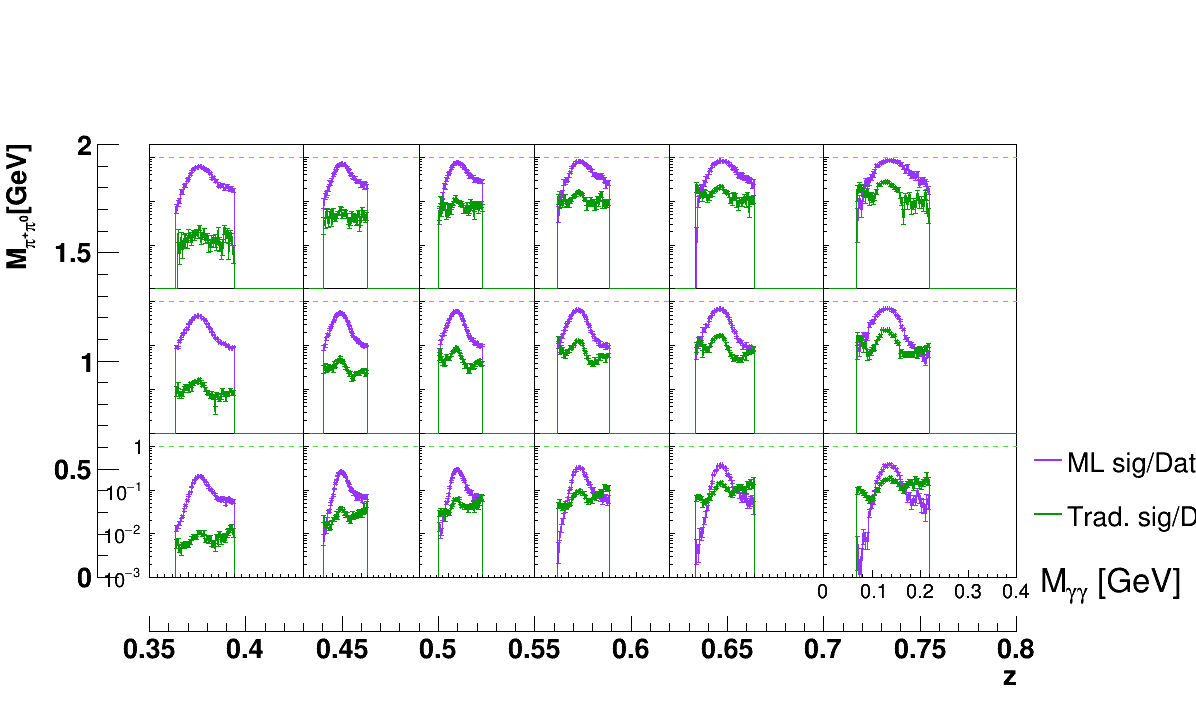 M_{π⁺π⁰}[GeV]
2
1.5
1
0.5
0
1
10⁻¹
10⁻²
10⁻³
ML sig/Dat
Trad. sig/D
0 0.1 0.2 0.3 0.4
M_{γγ} [GeV]
0.35 0.4 0.45 0.5 0.55 0.6 0.65 0.7 0.75 0.8
z